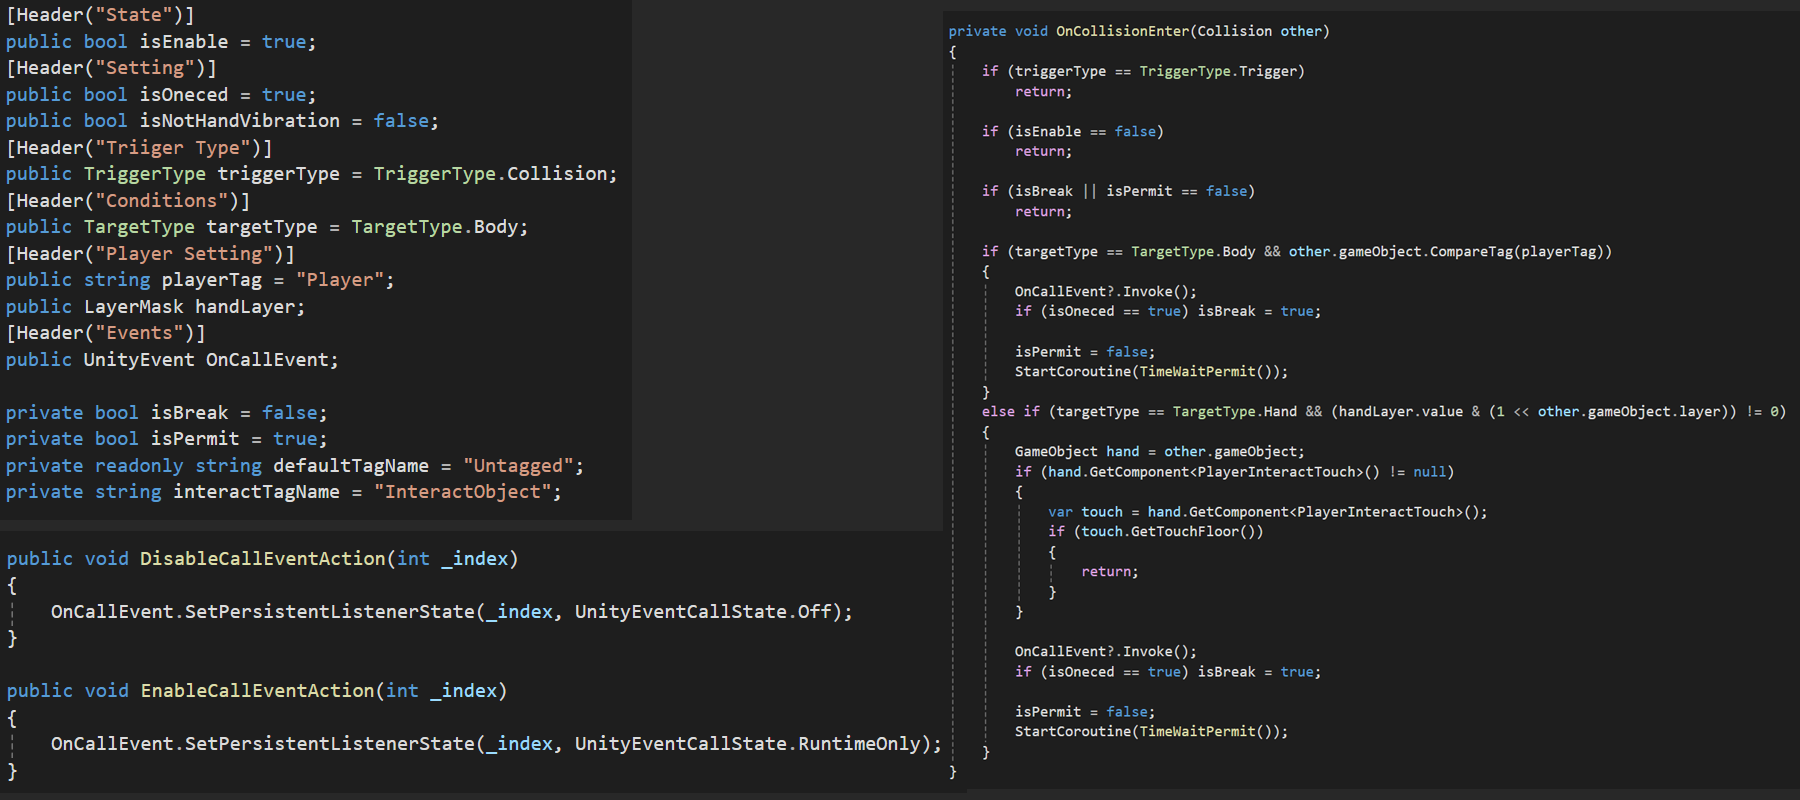 [Header("State")]
public bool isEnable = true;
[Header("Setting")]
public bool isOneced = true;
public bool isNotHandVibration = false;
[Header("Triiger Type")]
public TriggerType triggerType = TriggerType.Collision;
[Header("Conditions")]
public TargetType targetType = TargetType.Body;
[Header("Player Setting")]
public string playerTag = "Player";
public LayerMask handLayer;
[Header("Events")]
public UnityEvent OnCallEvent;
private bool isBreak = false;
private bool isPermit = true;
private readonly string defaultTagName = "Untagged";
private string interactTagName = "InteractObject";
public void DisableCallEventAction(int _index)
{
OnCallEvent.SetPersistentListenerState(_index, UnityEventCallState.Off);
}
public void EnableCallEventAction(int _index)
{
OnCallEvent.SetPersistentListenerState(_index, UnityEventCallState.RuntimeOnly);
}
private void OnCollisionEnter(Collision other)
{
if (triggerType == TriggerType.Trigger)
return;
if (isEnable == false)
return;
if (isBreak || isPermit == false)
return;
if (targetType == TargetType.Body && other.gameObject.CompareTag(playerTag))
{
OnCallEvent?.Invoke();
if (isOneced == true) isBreak = true;
isPermit = false;
StartCoroutine(TimeWaitPermit());
}
else if (targetType == TargetType.Hand && (handLayer.value & (1 << other.gameObject.layer)) != 0)
{
GameObject hand = other.gameObject;
if (hand.GetComponent<PlayerInteractTouch>() != null)
{
var touch = hand.GetComponent<PlayerInteractTouch>();
if (touch.GetTouchFloor())
{
return;
}
}
OnCallEvent?.Invoke();
if (isOneced == true) isBreak = true;
isPermit = false;
StartCoroutine(TimeWaitPermit());
}
}